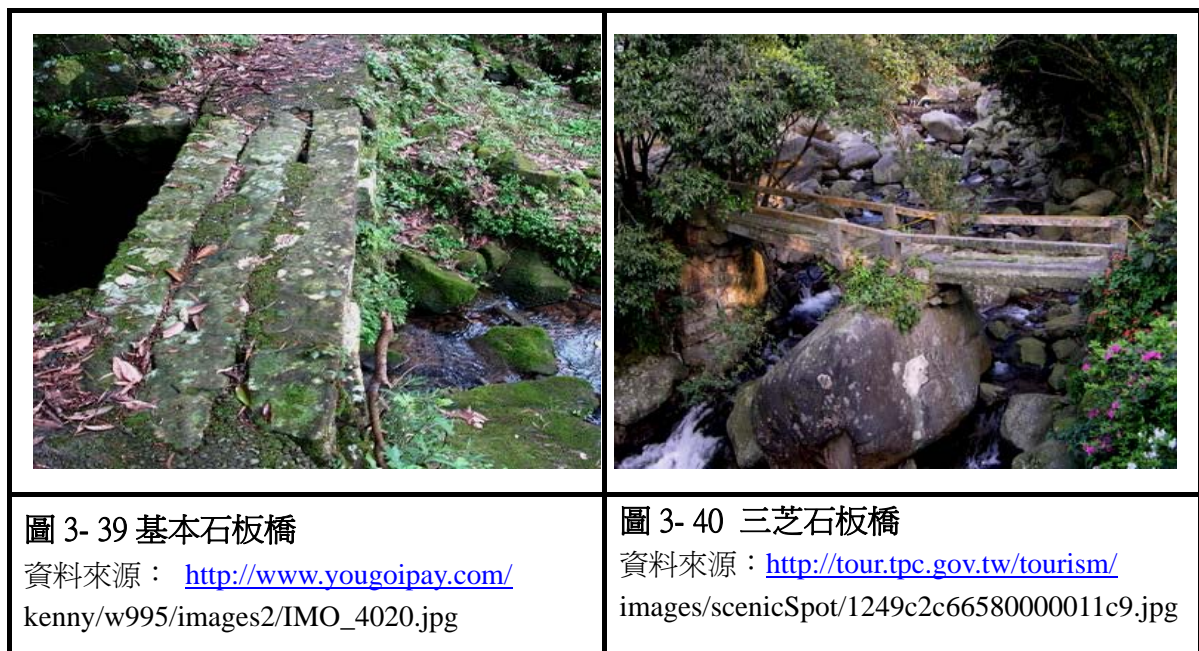 圖 3- 39 基本石板橋
資料來源： http://www.yougoipay.com/
kenny/w995/images2/IMO_4020.jpg
圖 3- 40 三芝石板橋
資料來源：http://tour.tpc.gov.tw/tourism/
images/scenicSpot/1249c2c66580000011c9.jpg